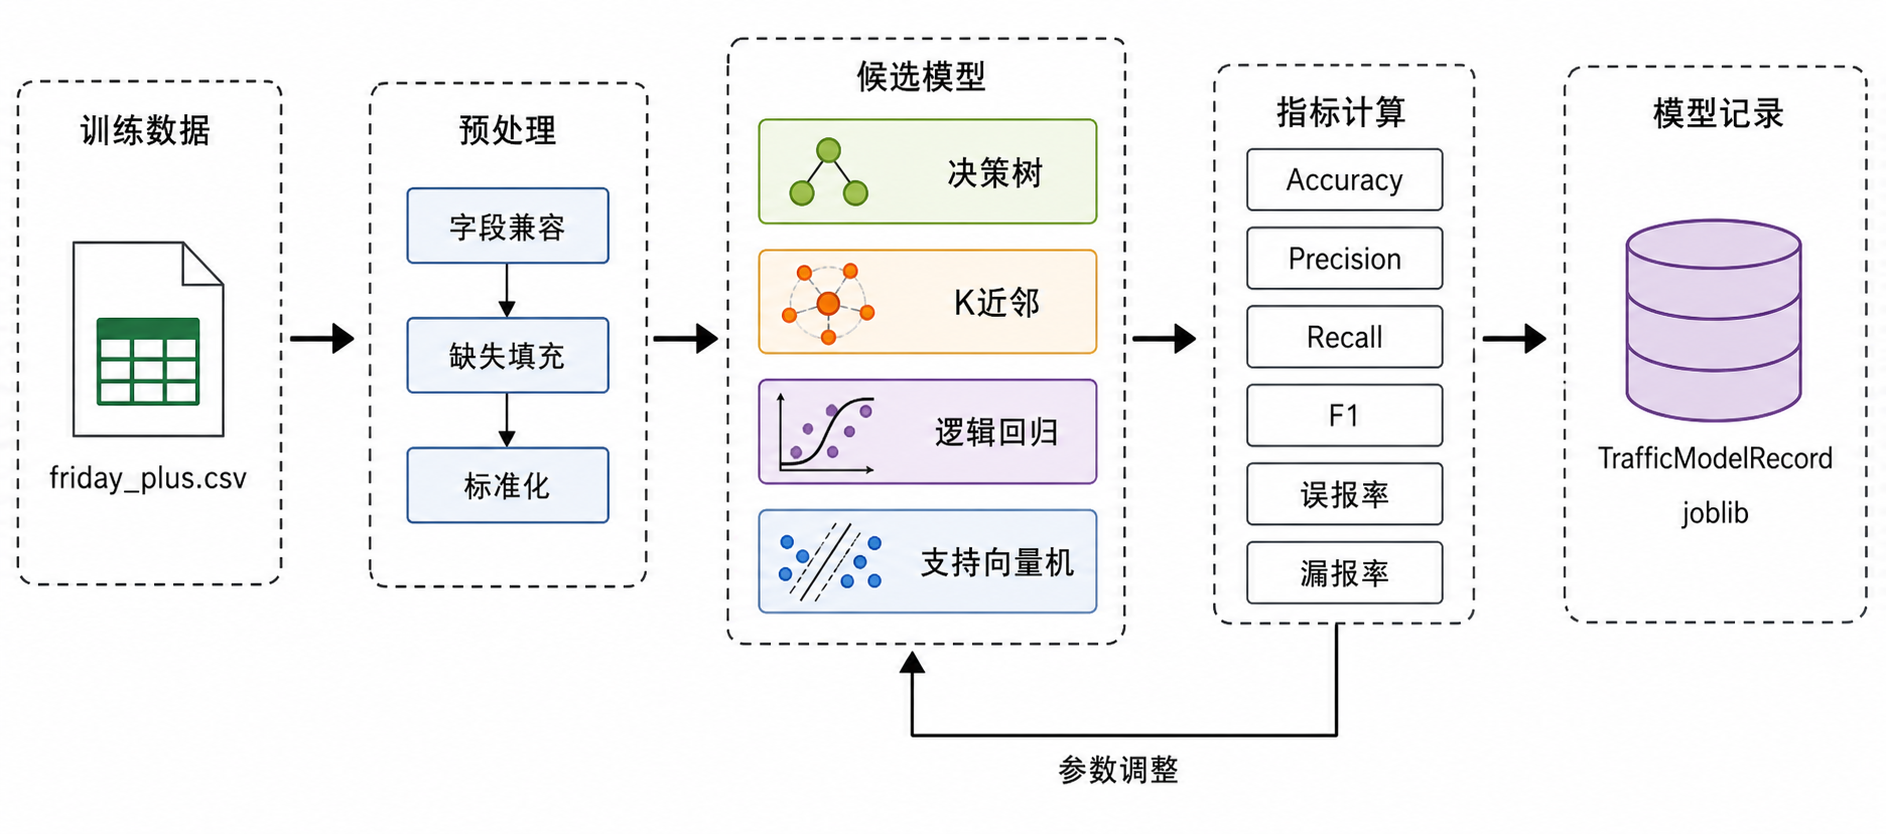 训练数据
friday_plus.csv
预处理
字段兼容
缺失填充
标准化
候选模型
决策树
K近邻
逻辑回归
支持向量机
指标计算
Accuracy
Precision
Recall
F1
误报率
漏报率
模型记录
TrafficModelRecord
joblib
参数调整